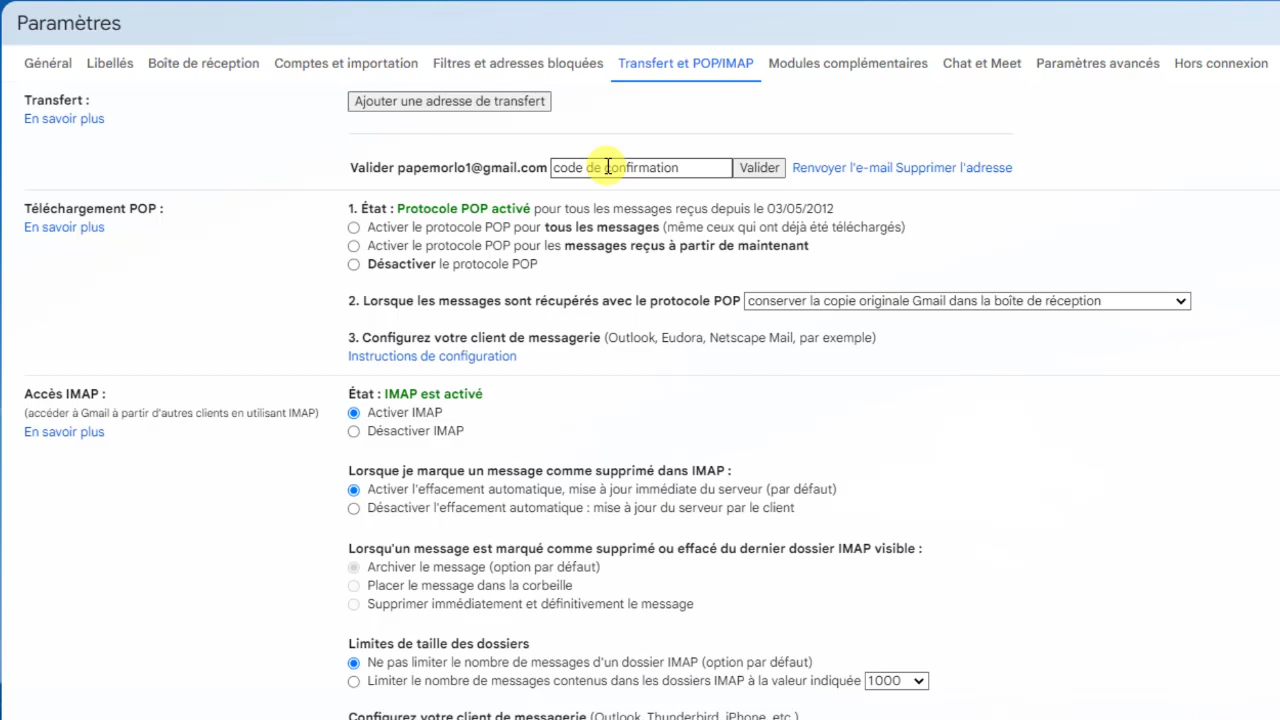 Paramètres
Général Libellés Boîte de réception Comptes et importation Filtres et adresses bloquées Transfert et POP/IMAP Modules complémentaires Chat et Meet Paramètres avancés Hors connexion
Transfert :
En savoir plus
Ajouter une adresse de transfert
Valider papemorlo1@gmail.com code de confirmation Valider Renvoyer l'e-mail Supprimer l'adresse
Téléchargement POP :
En savoir plus
1. État : Protocole POP activé pour tous les messages reçus depuis le 03/05/2012
Activer le protocole POP pour tous les messages (même ceux qui ont déjà été téléchargés)
Activer le protocole POP pour les messages reçus à partir de maintenant
Désactiver le protocole POP
2. Lorsque les messages sont récupérés avec le protocole POP conserver la copie originale Gmail dans la boîte de réception
3. Configurez votre client de messagerie (Outlook, Eudora, Netscape Mail, par exemple)
Instructions de configuration
Accès IMAP :
(accéder à Gmail à partir d'autres clients en utilisant IMAP)
En savoir plus
État : IMAP est activé
Activer IMAP
Désactiver IMAP
Lorsque je marque un message comme supprimé dans IMAP :
Activer l'effacement automatique, mise à jour immédiate du serveur (par défaut)
Désactiver l'effacement automatique : mise à jour du serveur par le client
Lorsqu'un message est marqué comme supprimé ou effacé du dernier dossier IMAP visible :
Archiver le message (option par défaut)
Placer le message dans la corbeille
Supprimer immédiatement et définitivement le message
Limites de taille des dossiers
Ne pas limiter le nombre de messages d'un dossier IMAP (option par défaut)
Limiter le nombre de messages contenus dans les dossiers IMAP à la valeur indiquée 1000
Configurez votre client de messagerie (Outlook, Thunderbird, iPhone, etc.)